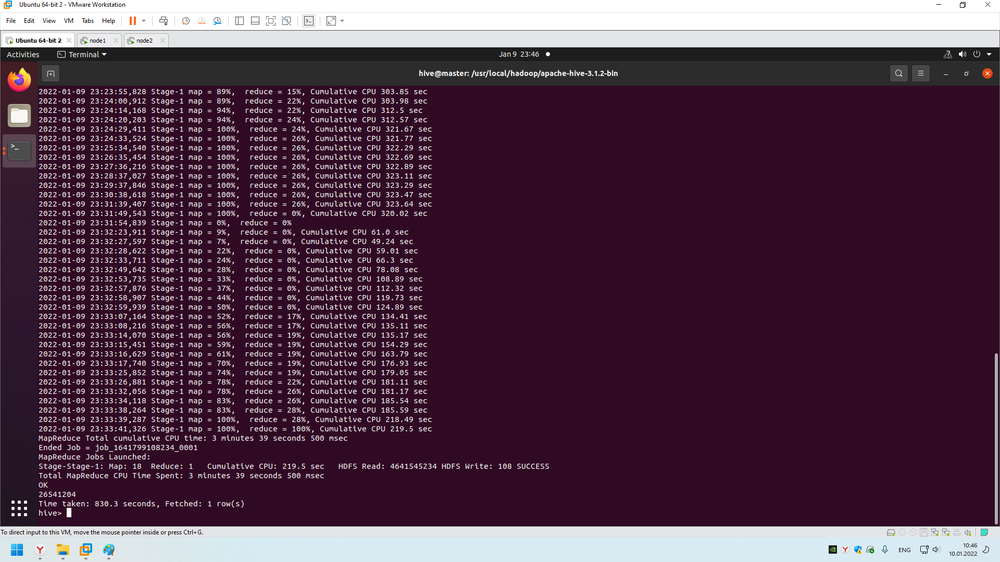 Ubuntu 64-bit 2 - VMware Workstation
File Edit View VM Tabs Help
Ubuntu 64-bit 2 node1 node2
Activities Terminal Jan 9 23:46
hive@master: /usr/local/hadoop/apache-hive-3.1.2-bin
2022-01-09 23:23:55,828 Stage-1 map = 89%,  reduce = 15%, Cumulative CPU 303.85 sec
2022-01-09 23:24:00,912 Stage-1 map = 89%,  reduce = 22%, Cumulative CPU 303.98 sec
2022-01-09 23:24:14,168 Stage-1 map = 94%,  reduce = 22%, Cumulative CPU 312.5 sec
2022-01-09 23:24:20,203 Stage-1 map = 94%,  reduce = 24%, Cumulative CPU 312.57 sec
2022-01-09 23:24:29,411 Stage-1 map = 100%,  reduce = 24%, Cumulative CPU 321.67 sec
2022-01-09 23:24:33,524 Stage-1 map = 100%,  reduce = 26%, Cumulative CPU 321.77 sec
2022-01-09 23:25:34,540 Stage-1 map = 100%,  reduce = 26%, Cumulative CPU 322.29 sec
2022-01-09 23:26:35,454 Stage-1 map = 100%,  reduce = 26%, Cumulative CPU 322.69 sec
2022-01-09 23:27:36,216 Stage-1 map = 100%,  reduce = 26%, Cumulative CPU 322.89 sec
2022-01-09 23:28:37,027 Stage-1 map = 100%,  reduce = 26%, Cumulative CPU 323.11 sec
2022-01-09 23:29:37,846 Stage-1 map = 100%,  reduce = 26%, Cumulative CPU 323.29 sec
2022-01-09 23:30:38,618 Stage-1 map = 100%,  reduce = 26%, Cumulative CPU 323.47 sec
2022-01-09 23:31:39,407 Stage-1 map = 100%,  reduce = 26%, Cumulative CPU 323.64 sec
2022-01-09 23:31:49,543 Stage-1 map = 100%,  reduce = 0%, Cumulative CPU 320.02 sec
2022-01-09 23:31:54,839 Stage-1 map = 0%,  reduce = 0%
2022-01-09 23:32:23,911 Stage-1 map = 9%,  reduce = 0%, Cumulative CPU 61.0 sec
2022-01-09 23:32:27,597 Stage-1 map = 7%,  reduce = 0%, Cumulative CPU 49.24 sec
2022-01-09 23:32:28,622 Stage-1 map = 22%,  reduce = 0%, Cumulative CPU 59.01 sec
2022-01-09 23:32:33,711 Stage-1 map = 24%,  reduce = 0%, Cumulative CPU 66.3 sec
2022-01-09 23:32:49,642 Stage-1 map = 28%,  reduce = 0%, Cumulative CPU 78.08 sec
2022-01-09 23:32:53,735 Stage-1 map = 33%,  reduce = 0%, Cumulative CPU 108.89 sec
2022-01-09 23:32:57,876 Stage-1 map = 37%,  reduce = 0%, Cumulative CPU 112.32 sec
2022-01-09 23:32:58,907 Stage-1 map = 44%,  reduce = 0%, Cumulative CPU 119.73 sec
2022-01-09 23:32:59,939 Stage-1 map = 50%,  reduce = 0%, Cumulative CPU 124.89 sec
2022-01-09 23:33:07,164 Stage-1 map = 52%,  reduce = 17%, Cumulative CPU 134.41 sec
2022-01-09 23:33:08,216 Stage-1 map = 56%,  reduce = 17%, Cumulative CPU 135.11 sec
2022-01-09 23:33:14,070 Stage-1 map = 56%,  reduce = 19%, Cumulative CPU 135.17 sec
2022-01-09 23:33:15,451 Stage-1 map = 59%,  reduce = 19%, Cumulative CPU 154.29 sec
2022-01-09 23:33:16,629 Stage-1 map = 61%,  reduce = 19%, Cumulative CPU 163.79 sec
2022-01-09 23:33:17,740 Stage-1 map = 70%,  reduce = 19%, Cumulative CPU 176.93 sec
2022-01-09 23:33:25,852 Stage-1 map = 74%,  reduce = 19%, Cumulative CPU 179.05 sec
2022-01-09 23:33:26,881 Stage-1 map = 78%,  reduce = 22%, Cumulative CPU 181.11 sec
2022-01-09 23:33:32,056 Stage-1 map = 78%,  reduce = 26%, Cumulative CPU 181.17 sec
2022-01-09 23:33:34,118 Stage-1 map = 83%,  reduce = 26%, Cumulative CPU 185.54 sec
2022-01-09 23:33:38,264 Stage-1 map = 83%,  reduce = 28%, Cumulative CPU 185.59 sec
2022-01-09 23:33:39,287 Stage-1 map = 100%,  reduce = 28%, Cumulative CPU 218.49 sec
2022-01-09 23:33:41,326 Stage-1 map = 100%,  reduce = 100%, Cumulative CPU 219.5 sec
MapReduce Total cumulative CPU time: 3 minutes 39 seconds 500 msec
Ended Job = job_1641799108234_0001
MapReduce Jobs Launched:
Stage-Stage-1: Map: 18  Reduce: 1   Cumulative CPU: 219.5 sec   HDFS Read: 4641545234 HDFS Write: 108 SUCCESS
Total MapReduce CPU Time Spent: 3 minutes 39 seconds 500 msec
OK
26541204
Time taken: 830.3 seconds, Fetched: 1 row(s)
hive>
To direct input to this VM, move the mouse pointer inside or press Ctrl+G.
ENG 10:46
10.01.2022